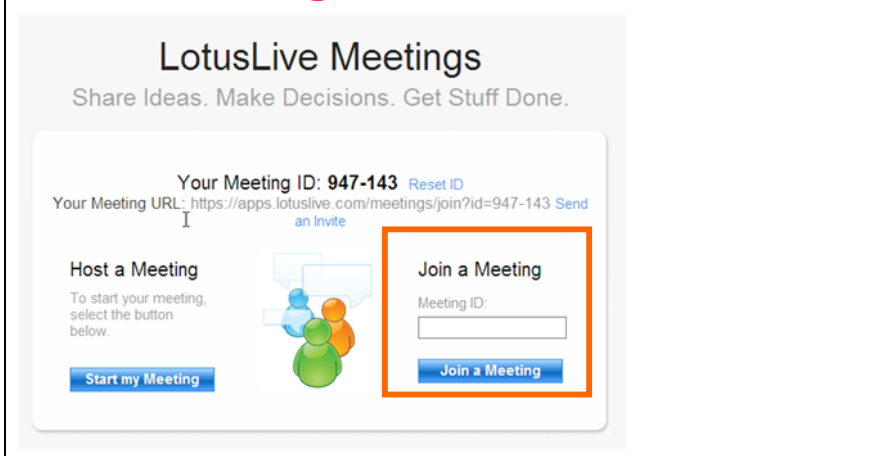 LotusLive Meetings
Share Ideas. Make Decisions. Get Stuff Done.
Your Meeting ID: 947-143 Reset ID
Your Meeting URL: https://apps.lotuslive.com/meetings/join?id=947-143 Send
an Invite
Host a Meeting
To start your meeting,
select the button
below.
Start my Meeting
Join a Meeting
Meeting ID:
Join a Meeting